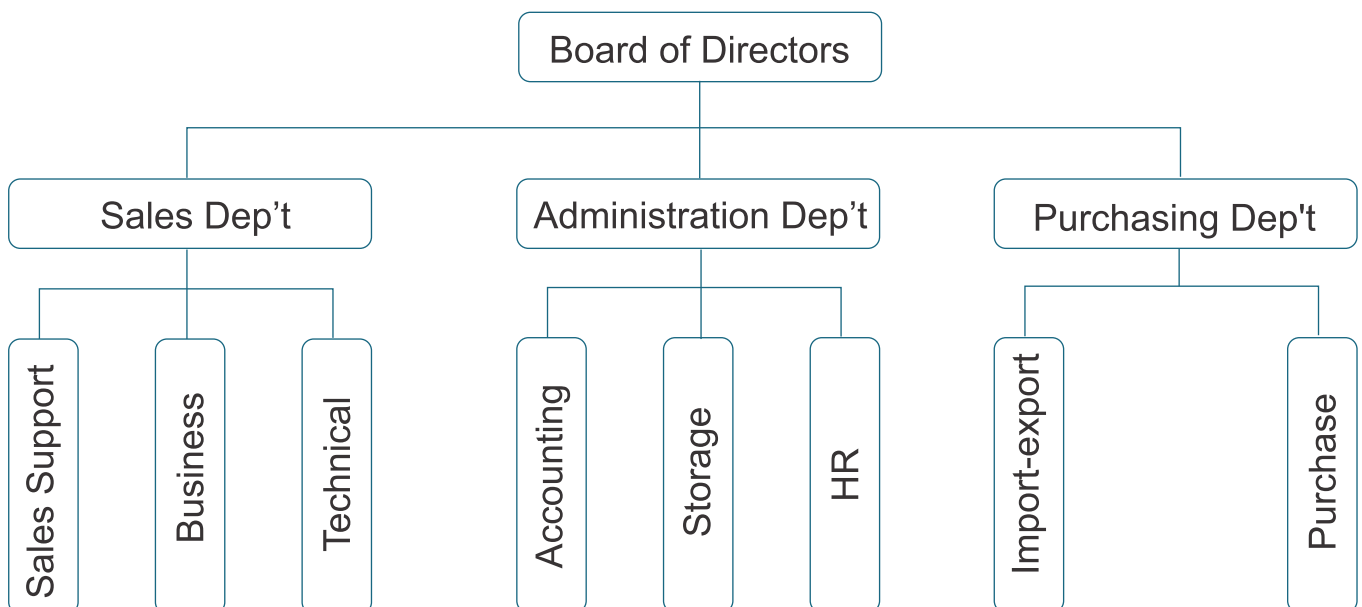 Board of Directors
Sales Dep’t
Administration Dep’t
Purchasing Dep't
Sales Support
Business
Technical
Accounting
Storage
HR
Import-export
Purchase